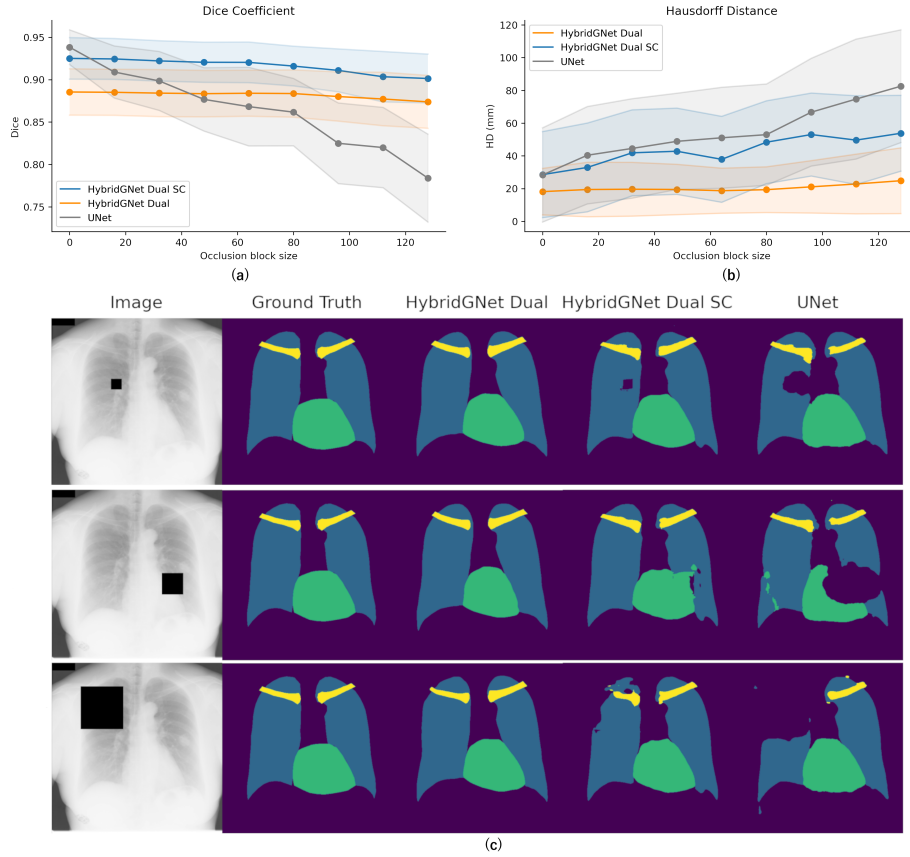 Dice Coefficient
0.95
0.90
0.85
0.80
0.75
Dice
HybridGNet Dual SC
HybridGNet Dual
UNet
0 20 40 60 80 100 120
Occlusion block size
(a)
Hausdorff Distance
120
100
80
60
40
20
0
HD (mm)
HybridGNet Dual
HybridGNet Dual SC
UNet
0 20 40 60 80 100 120
Occlusion block size
(b)
Image Ground Truth HybridGNet Dual HybridGNet Dual SC UNet
(c)